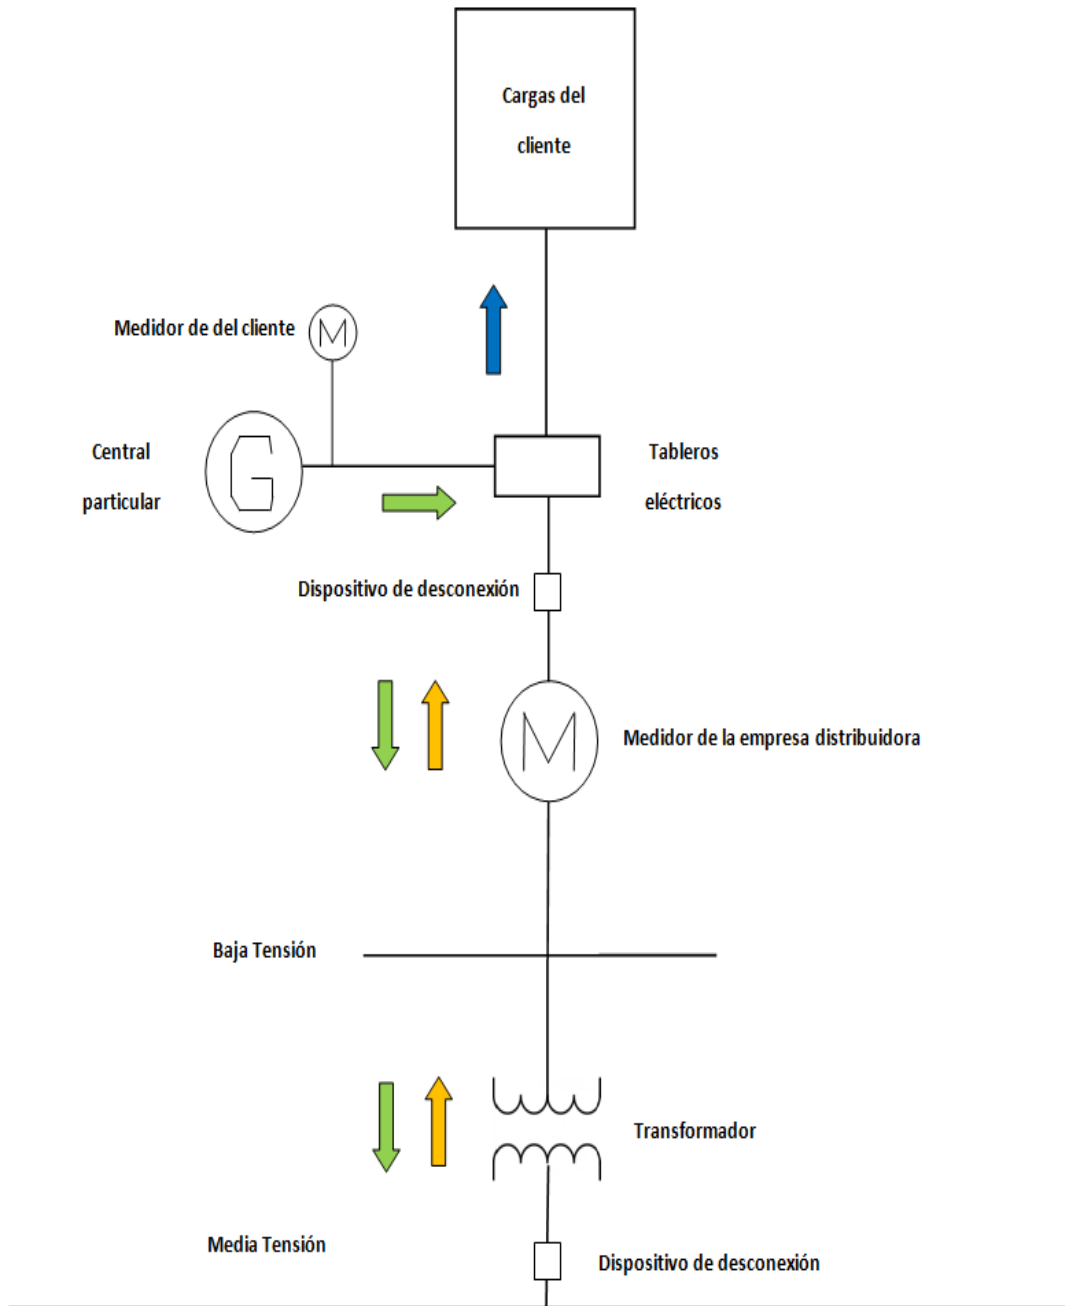 Cargas del
cliente
Medidor de del cliente
M
Central
particular
G
Tableros
eléctricos
Dispositivo de desconexión
M
Medidor de la empresa distribuidora
Baja Tensión
Transformador
Media Tensión
Dispositivo de desconexión